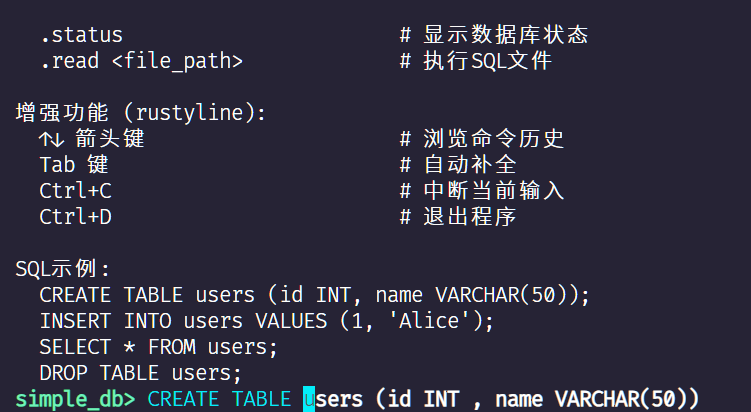 .status # 显示数据库状态
.read <file_path> # 执行SQL文件
增强功能 (rustyline):
↑↓ 箭头键 # 浏览命令历史
Tab 键 # 自动补全
Ctrl+C # 中断当前输入
Ctrl+D # 退出程序
SQL示例:
CREATE TABLE users (id INT, name VARCHAR(50));
INSERT INTO users VALUES (1, 'Alice');
SELECT * FROM users;
DROP TABLE users;
simple_db> CREATE TABLE users (id INT , name VARCHAR(50))